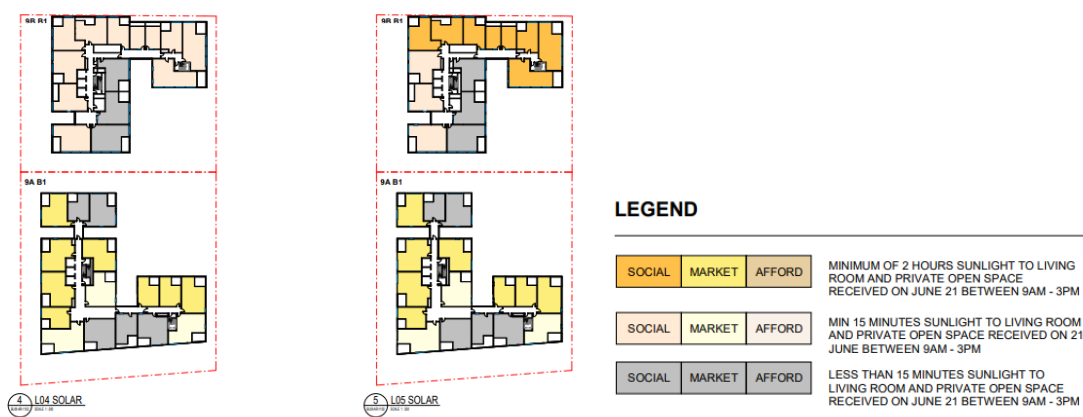 9B B1
9B B1
9A B1
9A B1
LEGEND
SOCIAL MARKET AFFORD
MINIMUM OF 2 HOURS SUNLIGHT TO LIVING
ROOM AND PRIVATE OPEN SPACE
RECEIVED ON JUNE 21 BETWEEN 9AM - 3PM
SOCIAL MARKET AFFORD
MIN 15 MINUTES SUNLIGHT TO LIVING ROOM
AND PRIVATE OPEN SPACE RECEIVED ON 21
JUNE BETWEEN 9AM - 3PM
SOCIAL MARKET AFFORD
LESS THAN 15 MINUTES SUNLIGHT TO
LIVING ROOM AND PRIVATE OPEN SPACE
RECEIVED ON JUNE 21 BETWEEN 9AM - 3PM
4 L04 SOLAR
5 L05 SOLAR